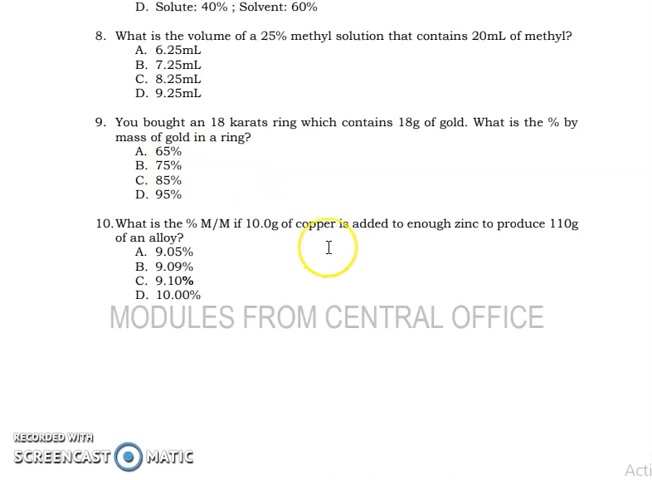 D. Solute: 40% ; Solvent: 60%
8. What is the volume of a 25% methyl solution that contains 20mL of methyl?
A. 6.25mL
B. 7.25mL
C. 8.25mL
D. 9.25mL
9. You bought an 18 karats ring which contains 18g of gold. What is the % by
mass of gold in a ring?
A. 65%
B. 75%
C. 85%
D. 95%
10. What is the % M/M if 10.0g of copper is added to enough zinc to produce 110g
of an alloy?
A. 9.05%
B. 9.09%
C. 9.10%
D. 10.00%
MODULES FROM CENTRAL OFFICE
RECORDED WITH
SCREENCAST MATIC
Acti